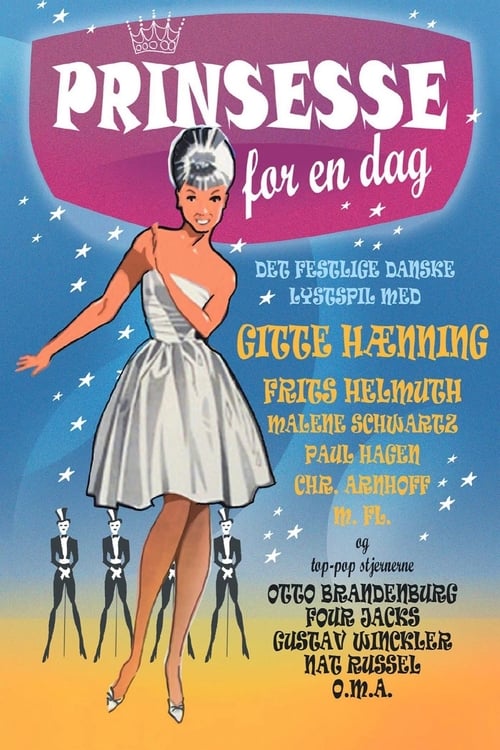 PRINSESSE
for en dag
DET FESTLIGE DANSKE
LYSTSPIL MED
GITTE HÆNNING
FRITS HELMUTH
MALENE SCHWARTZ
PAUL HAGEN
CHR. ARNHOFF
M. FL.
og
top-pop stjernerne
OTTO BRANDENBURG
FOUR JACKS
GUSTAV WINCKLER
NAT RUSSEL
O.M.A.